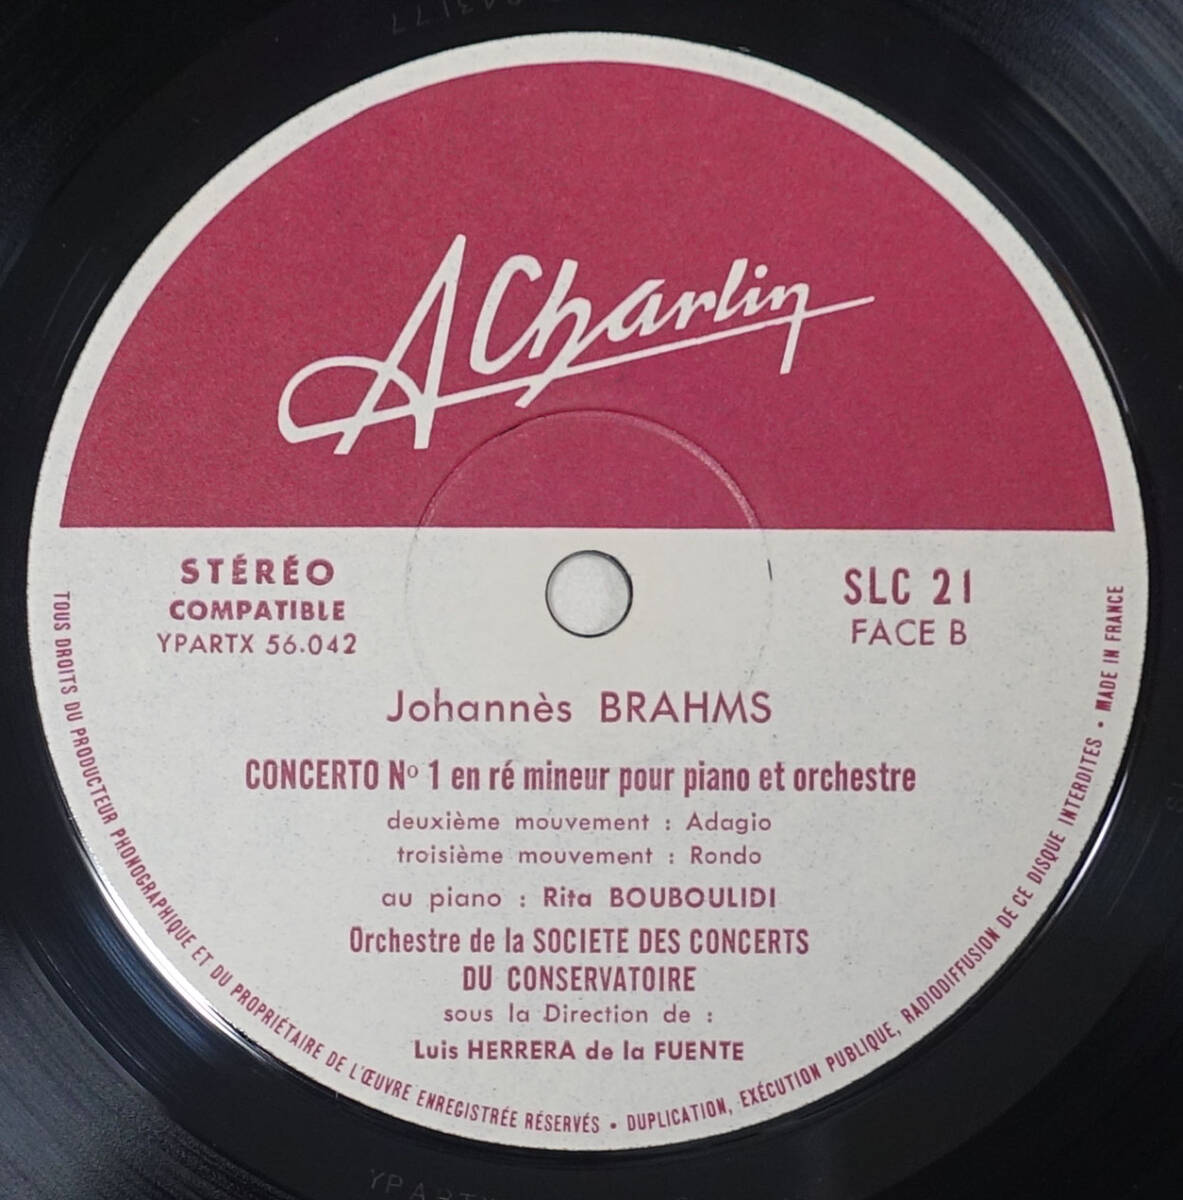 ACharlin
STÉRÉO
COMPATIBLE
YPARTX 56.042
SLC 21
FACE B
Johannès BRAHMS
CONCERTO Nº 1 en ré mineur pour piano et orchestre
deuxième mouvement : Adagio
troisième mouvement : Rondo
au piano : Rita BOUBOULIDI
Orchestre de la SOCIETE DES CONCERTS
DU CONSERVATOIRE
sous la Direction de :
Luis HERRERA de la FUENTE
TOUS DROITS DU PRODUCTEUR PHONOGRAPHIQUE ET DU PROPRIÉTAIRE DE L'ŒUVRE ENREGISTRÉE RÉSERVÉS • DUPLICATION, EXÉCUTION PUBLIQUE, RADIODIFFUSION DE CE DISQUE INTERDITES • MADE IN FRANCE